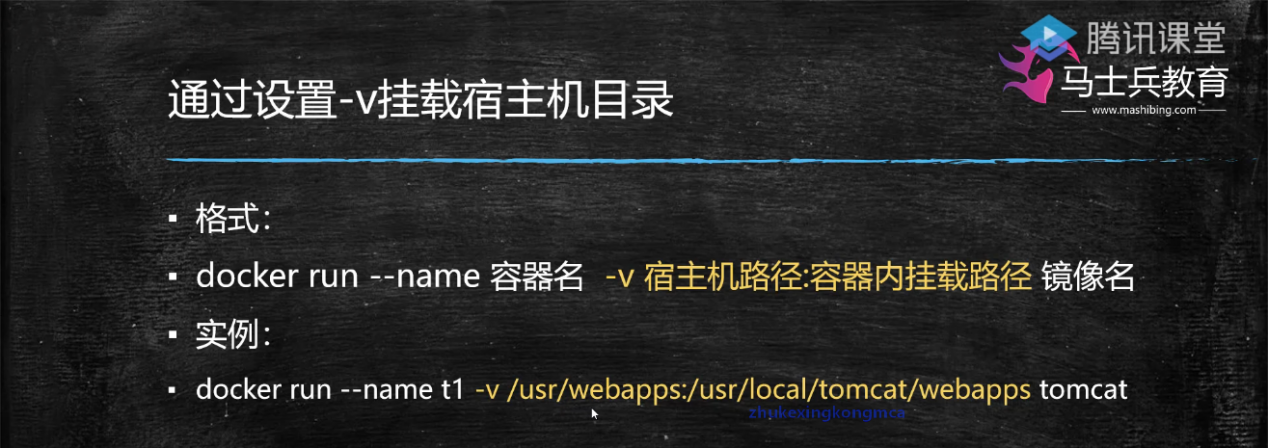 腾讯课堂
马士兵教育
www.mashibing.com
通过设置-v挂载宿主机目录
▪ 格式：
▪ docker run --name 容器名 -v 宿主机路径:容器内挂载路径 镜像名
▪ 实例：
▪ docker run --name t1 -v /usr/webapps:/usr/local/tomcat/webapps tomcat
zhukexingkongnica